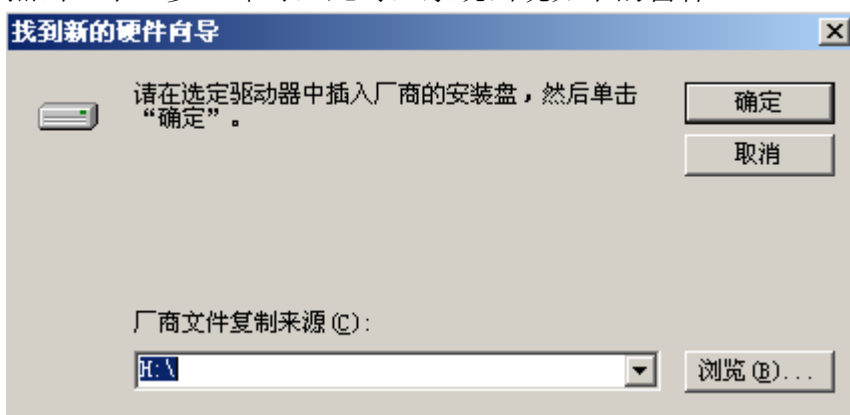 找到新的硬件向导
请在选定驱动器中插入厂商的安装盘，然后单击
“确定”。
确定
取消
厂商文件复制来源(C):
H:\
浏览(B)...